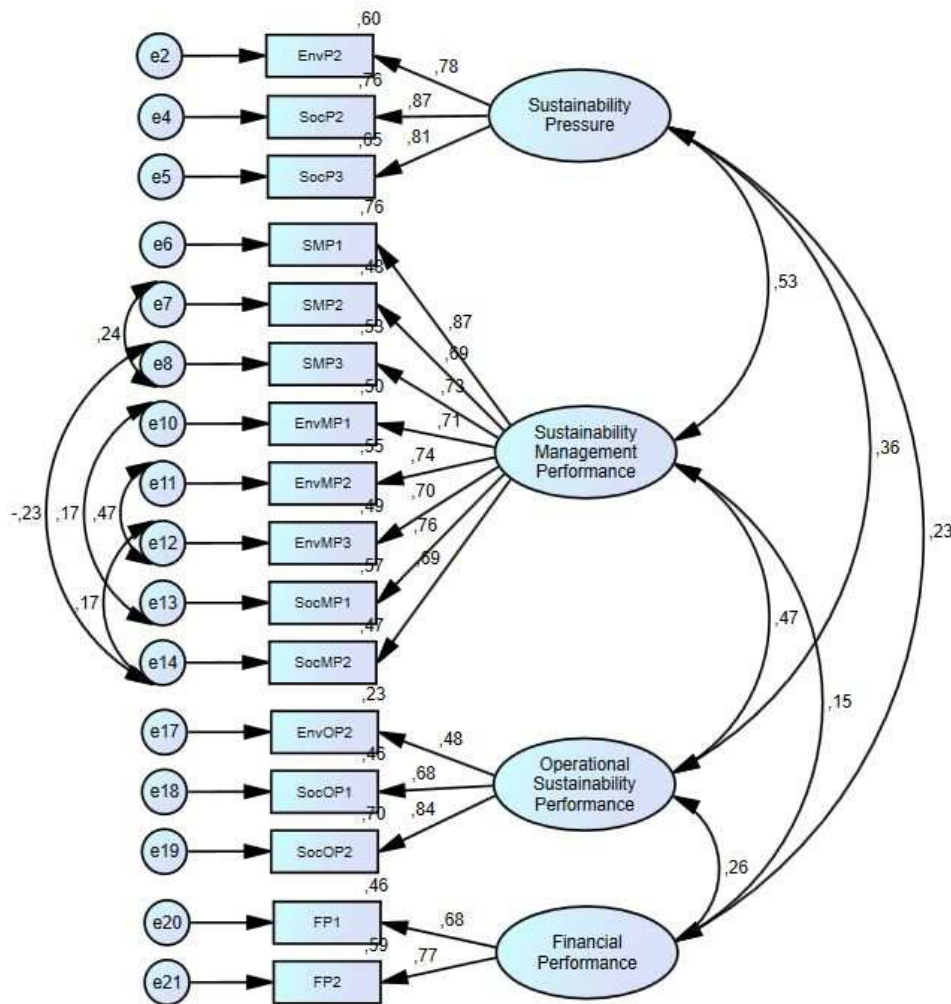 ,60
e2
EnvP2
,78
Sustainability
Pressure
,76
e4
SocP2
,87
,65
e5
SocP3
,81
,76
e6
SMP1
,87
,48
e7
SMP2
,69
,53
,24
e8
SMP3
,73
,50
e10
EnvMP1
,71
Sustainability
Management
Performance
,55
e11
EnvMP2
,74
,49
e12
EnvMP3
,70
,57
e13
SocMP1
,76
,47
e14
SocMP2
,69
-,23
,17
,47
,17
,53
,36
,23
,47
,15
,23
e17
EnvOP2
,48
Operational
Sustainability
Performance
,46
e18
SocOP1
,68
,70
e19
SocOP2
,84
,26
,46
e20
FP1
,68
Financial
Performance
,59
e21
FP2
,77